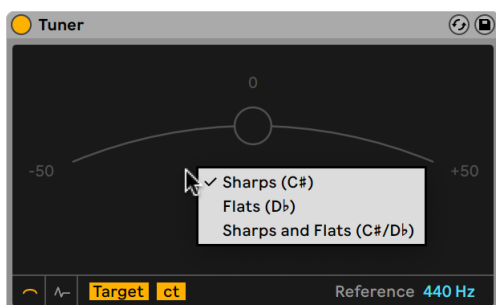 Tuner
0
-50
+50
✓ Sharps (C#)
Flats (D♭)
Sharps and Flats (C#/D♭)
Target ct Reference 440 Hz